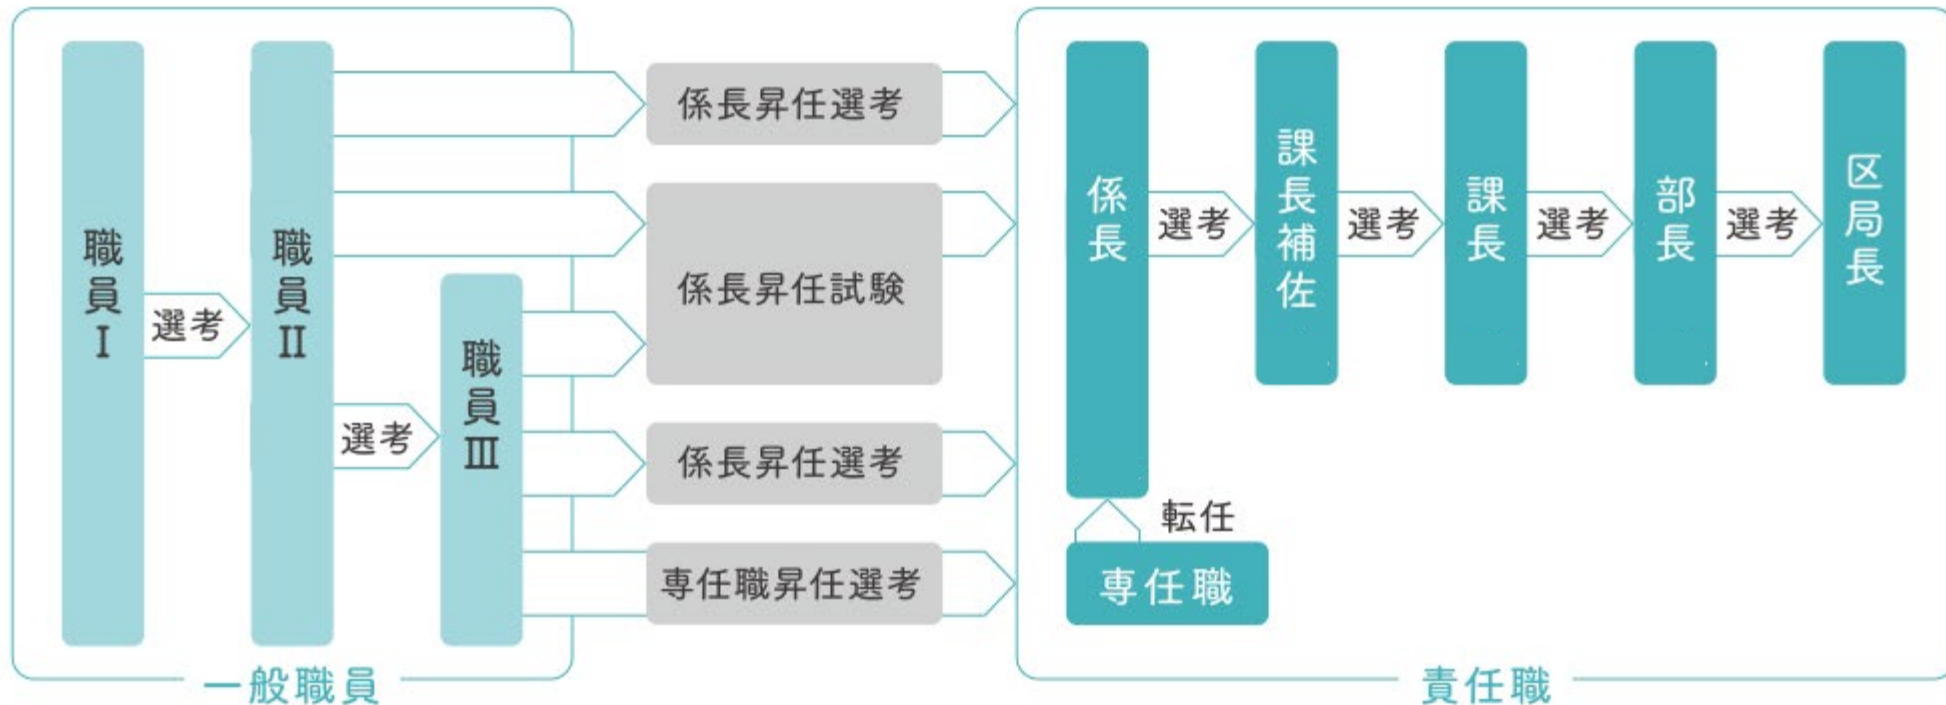 職員Ⅰ
選考
職員Ⅱ
選考
職員Ⅲ
一般職員
係長昇任選考
係長昇任試験
係長昇任選考
専任職昇任選考
係長
選考
課長補佐
選考
課長
選考
部長
選考
区局長
転任
専任職
責任職